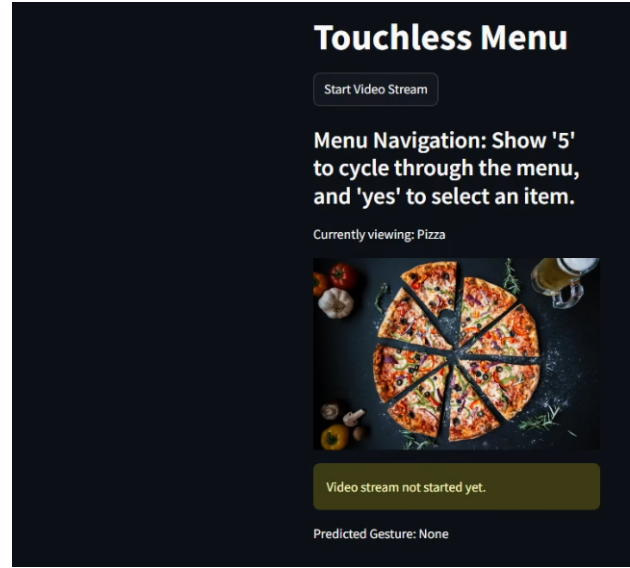 Touchless Menu
Start Video Stream
Menu Navigation: Show '5'
to cycle through the menu,
and 'yes' to select an item.
Currently viewing: Pizza
Video stream not started yet.
Predicted Gesture: None